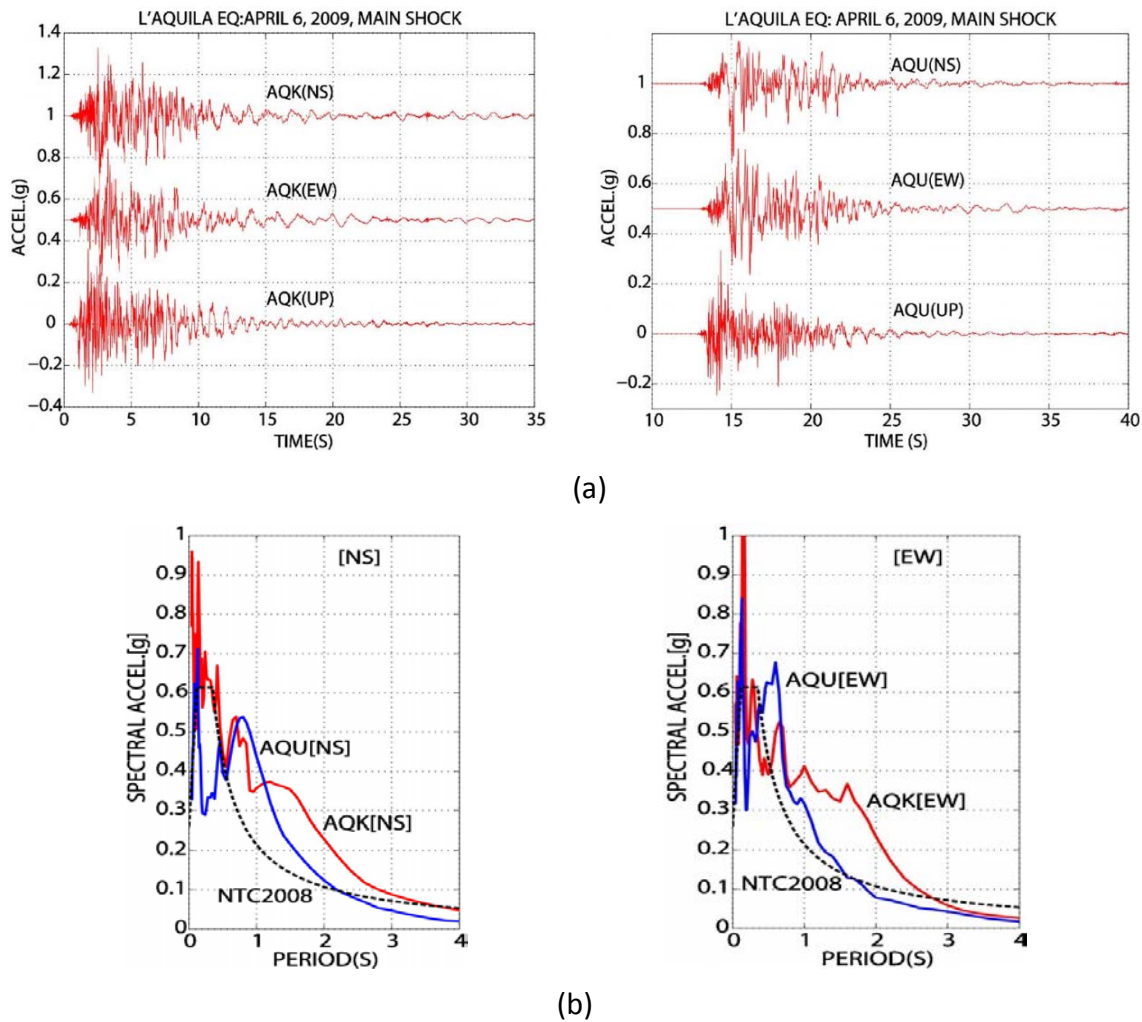 L'AQUILA EQ:APRIL 6, 2009, MAIN SHOCK
1.4
1.2
1
0.8
0.6
0.4
0.2
0
−0.2
−0.4
ACCEL.(g)
AQK(NS)
AQK(EW)
AQK(UP)
0 5 10 15 20 25 30 35
TIME(S)
L'AQUILA EQ: APRIL 6, 2009, MAIN SHOCK
1
0.8
0.6
0.4
0.2
0
−0.2
ACCEL.(g)
AQU(NS)
AQU(EW)
AQU(UP)
10 15 20 25 30 35 40
TIME (S)
(a)
1
0.9
0.8
0.7
0.6
0.5
0.4
0.3
0.2
0.1
0
SPECTRAL ACCEL.[g]
[NS]
AQU[NS]
AQK[NS]
NTC2008
0 1 2 3 4
PERIOD(S)
1
0.9
0.8
0.7
0.6
0.5
0.4
0.3
0.2
0.1
0
SPECTRAL ACCEL.[g]
[EW]
AQU[EW]
AQK[EW]
NTC2008
0 1 2 3 4
PERIOD(S)
(b)